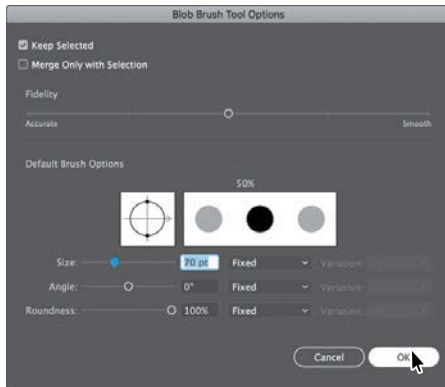 Blob Brush Tool Options
Keep Selected
Merge Only with Selection
Fidelity
Accurate Smooth
Default Brush Options
50%
Size: 70 pt Fixed Variation:
Angle: 0° Fixed Variation:
Roundness: 100% Fixed Variation:
Cancel OK